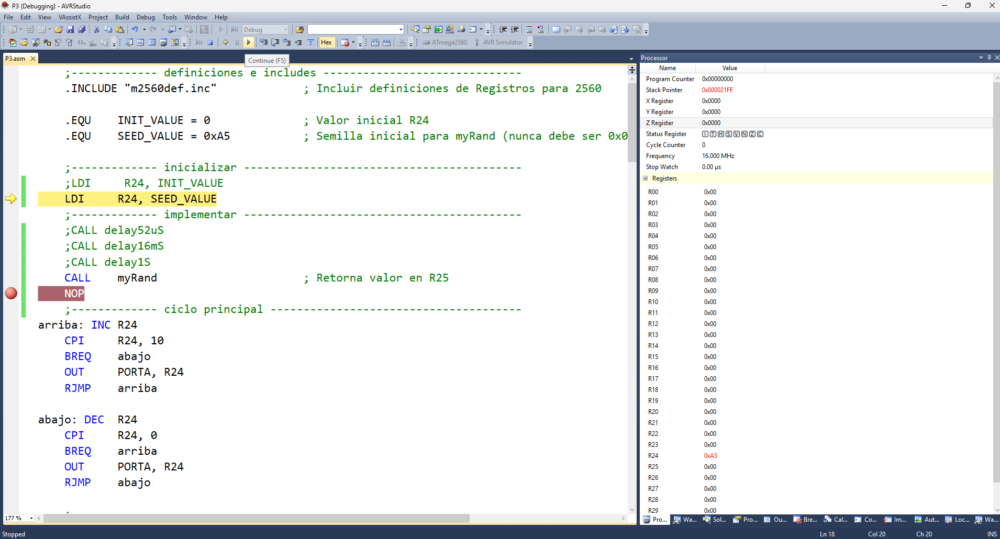 P3 (Debugging) - AVRStudio
File Edit View VAssistX Project Build Debug Tools Window Help
Debug
Hex ATmega2560 AVR Simulator
P3.asm
Continue (F5)
;------------- definiciones e includes ------------------------------
.INCLUDE "m2560def.inc" ; Incluir definiciones de Registros para 2560
.EQU INIT_VALUE = 0 ; Valor inicial R24
.EQU SEED_VALUE = 0xA5 ; Semilla inicial para myRand (nunca debe ser 0x0
;------------- inicializar ------------------------------------------
;LDI R24, INIT_VALUE
LDI R24, SEED_VALUE
;------------- implementar ------------------------------------------
;CALL delay52uS
;CALL delay16mS
;CALL delay1S
CALL myRand ; Retorna valor en R25
NOP
;------------- ciclo principal --------------------------------------
arriba: INC R24
CPI R24, 10
BREQ abajo
OUT PORTA, R24
RJMP arriba
abajo: DEC R24
CPI R24, 0
BREQ arriba
OUT PORTA, R24
RJMP abajo
177 %
Processor
Name Value
Program Counter 0x00000000
Stack Pointer 0x000021FF
X Register 0x0000
Y Register 0x0000
Z Register 0x0000
Status Register I T H S V N Z C
Cycle Counter 0
Frequency 16.000 MHz
Stop Watch 0.00 µs
Registers
R00 0x00
R01 0x00
R02 0x00
R03 0x00
R04 0x00
R05 0x00
R06 0x00
R07 0x00
R08 0x00
R09 0x00
R10 0x00
R11 0x00
R12 0x00
R13 0x00
R14 0x00
R15 0x00
R16 0x00
R17 0x00
R18 0x00
R19 0x00
R20 0x00
R21 0x00
R22 0x00
R23 0x00
R24 0xA5
R25 0x00
R26 0x00
R27 0x00
R28 0x00
R29 0x00
Pro... Wa... Sol... Pro... Ou... Bre... Cal... Co... Im... Aut... Loc... Wa...
Stopped Ln 18 Col 20 Ch 20 INS